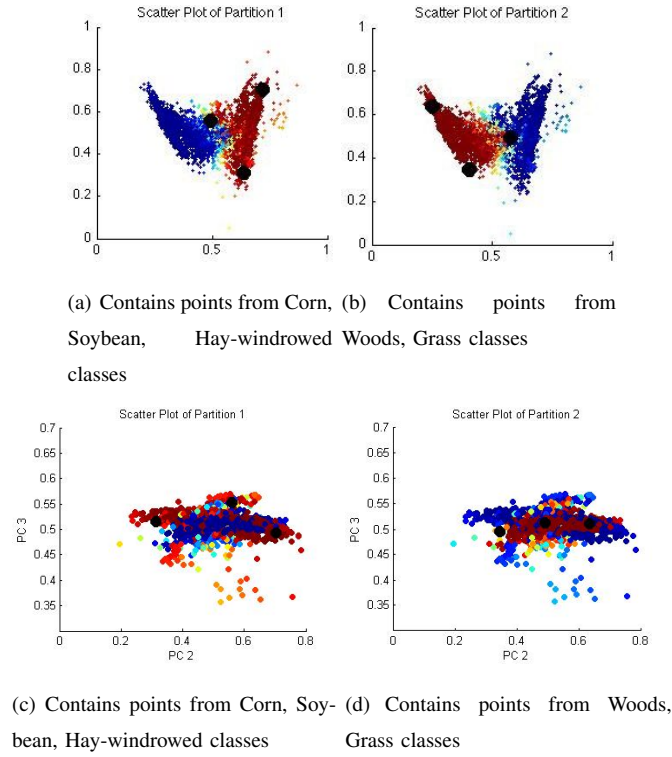 Scatter Plot of Partition 1
Scatter Plot of Partition 2
1
0.8
0.6
0.4
0.2
0
0
0.5
1
1
0.8
0.6
0.4
0.2
0
0
0.5
1
(a) Contains points from Corn,
Soybean, Hay-windrowed
classes
(b) Contains points from
Woods, Grass classes
Scatter Plot of Partition 1
Scatter Plot of Partition 2
0.7
0.65
0.6
0.55
0.5
0.45
0.4
0.35
PC 3
0
0.2
0.4
0.6
0.8
PC 2
0.7
0.65
0.6
0.55
0.5
0.45
0.4
0.35
PC 3
0
0.2
0.4
0.6
0.8
PC 2
(c) Contains points from Corn, Soy-
bean, Hay-windrowed classes
(d) Contains points from Woods,
Grass classes